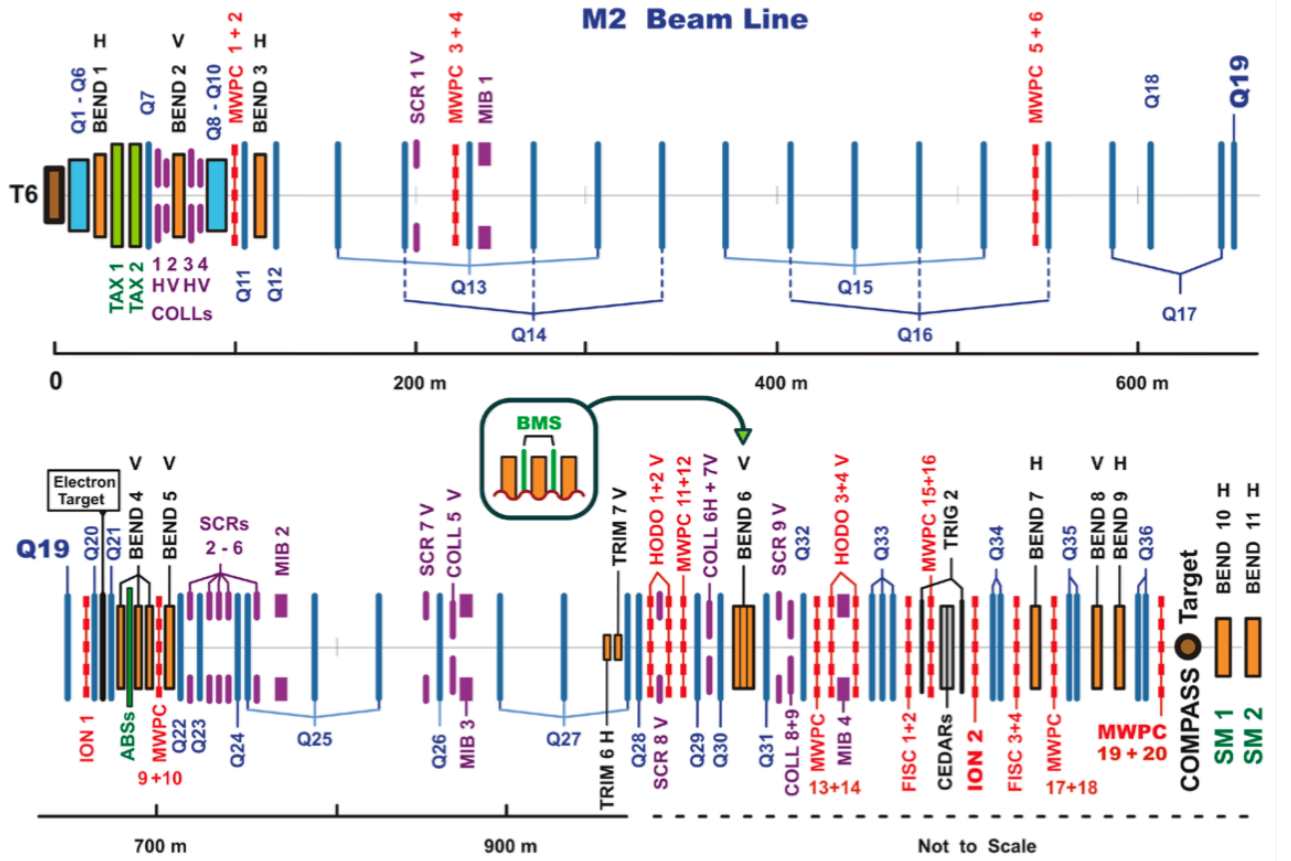 M2 Beam Line
H
V
H
Q1 - Q6
BEND 1
Q7
BEND 2
Q8 - Q10
MWPC 1 + 2
BEND 3
SCR 1 V
MWPC 3 + 4
MIB 1
MWPC 5 + 6
Q18
Q19
T6
TAX 1
TAX 2
1 2 3 4
H V H V
COLLs
Q11
Q12
Q13
Q14
Q15
Q16
Q17
0
200 m
400 m
600 m
BMS
Electron
Target
Q19
Q20
Q21
V
BEND 4
V
BEND 5
SCRs
2 - 6
MIB 2
SCR 7 V
COLL 5 V
TRIM 7 V
HODO 1+2 V
MWPC 11+12
COLL 6H + 7V
V
BEND 6
SCR 9 V
Q32
HODO 3+4 V
Q33
MWPC 15+16
TRIG 2
Q34
H
BEND 7
Q35
V
BEND 8
H
BEND 9
Q36
COMPASS Target
H
BEND 10
H
BEND 11
ION 1
ABSs
MWPC
9+10
Q22
Q23
Q24
Q25
Q26
MIB 3
Q27
TRIM 6 H
Q28
SCR 8 V
Q29
Q30
Q31
COLL 8+9
MWPC
13+14
MIB 4
FISC 1+2
CEDARs
ION 2
FISC 3+4
MWPC
17+18
MWPC
19 + 20
SM 1
SM 2
700 m
900 m
Not to Scale